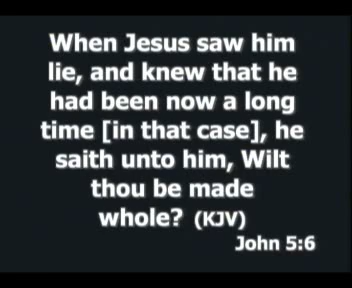 When Jesus saw him
lie, and knew that he
had been now a long
time [in that case], he
saith unto him, Wilt
thou be made
whole? (KJV)
John 5:6